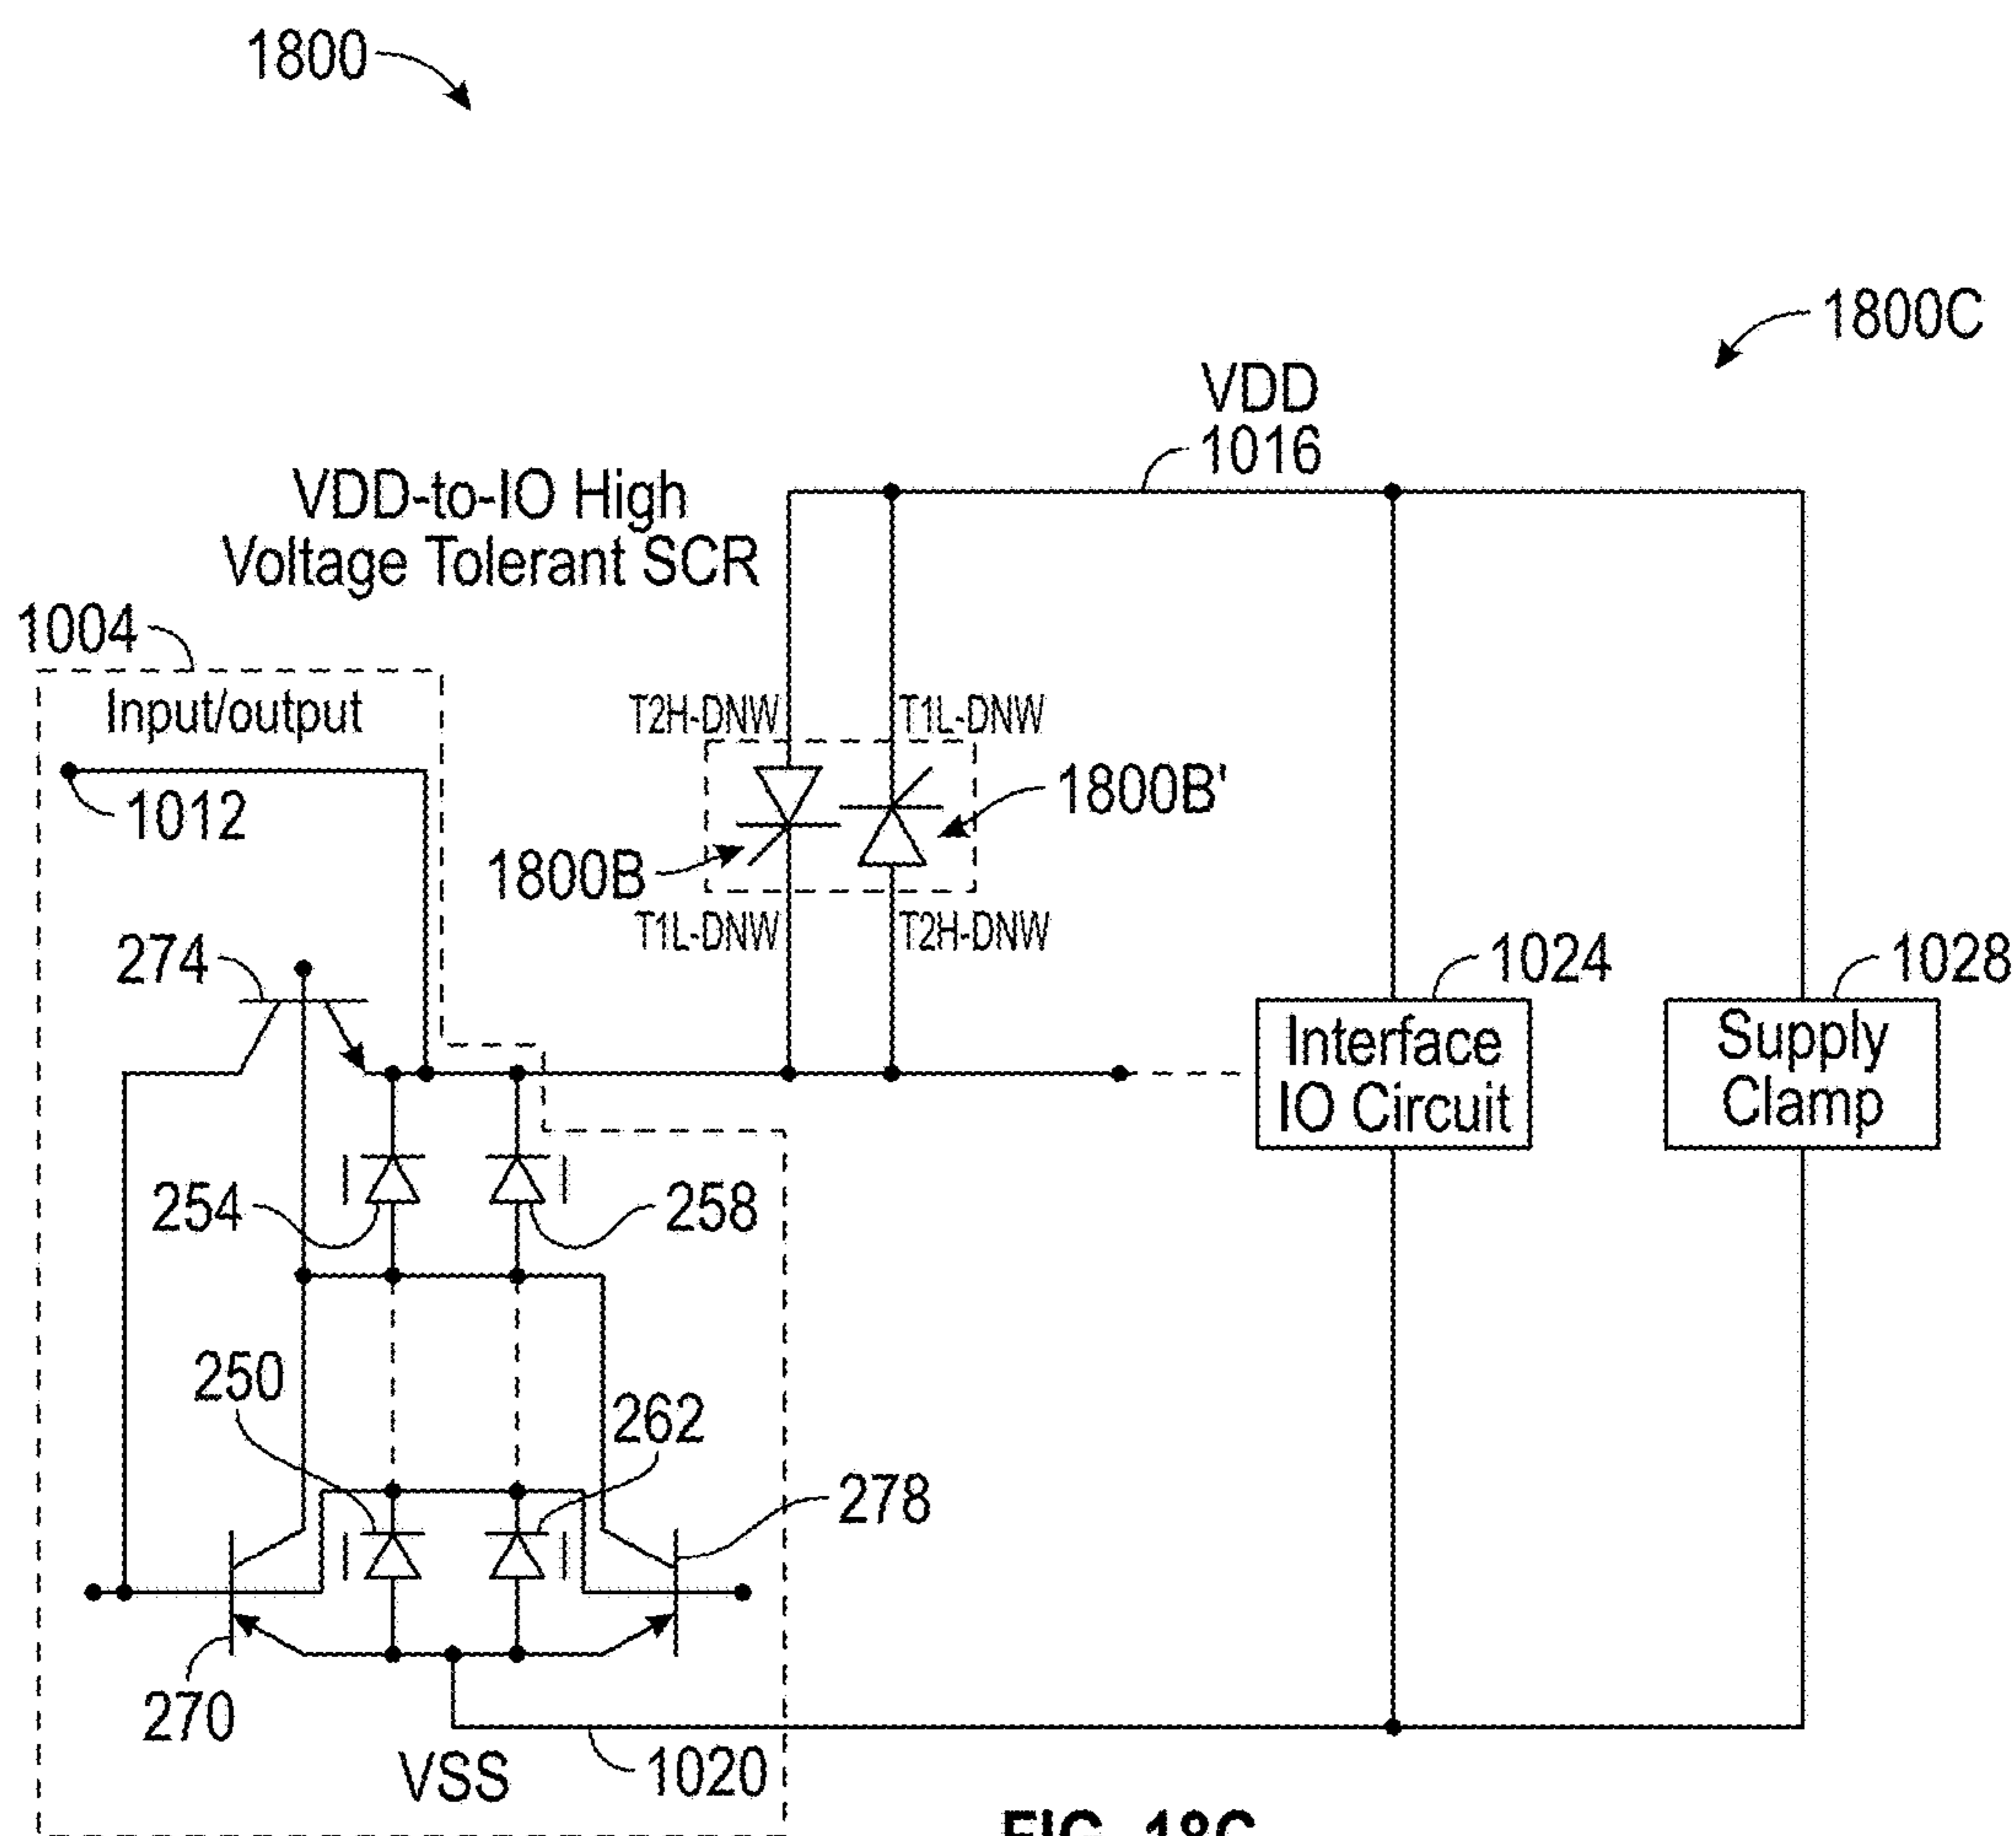 1800
1800C
VDD
1016
VDD-to-IO High
Voltage Tolerant SCR
1004
Input/output
T2H-DNW
T1L-DNW
1012
1800B'
1800B
T1L-DNW
T2H-DNW
274
1024
1028
Interface
IO Circuit
Supply
Clamp
254
258
250
262
278
270
VSS
1020
FIG. 18C